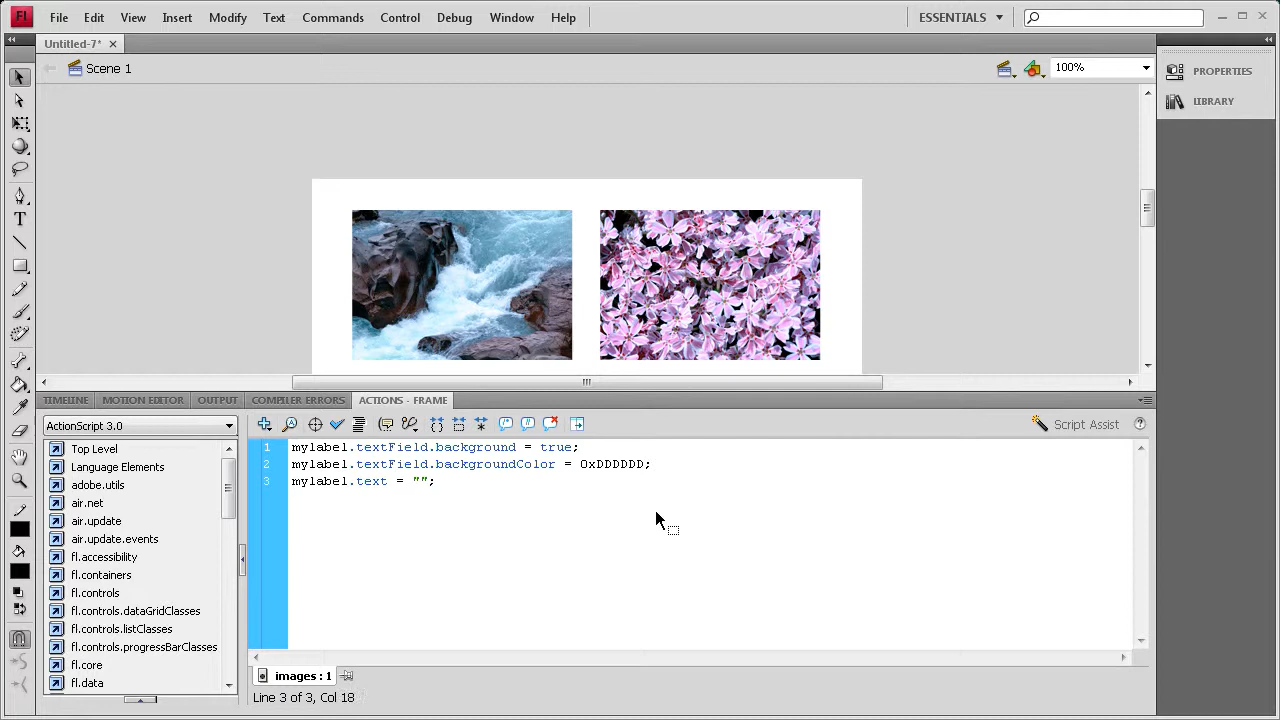 Fl File Edit View Insert Modify Text Commands Control Debug Window Help ESSENTIALS
Untitled-7*
Scene 1 100%
PROPERTIES
LIBRARY
TIMELINE MOTION EDITOR OUTPUT COMPILER ERRORS ACTIONS - FRAME
ActionScript 3.0 Script Assist
Top Level
Language Elements
adobe.utils
air.net
air.update
air.update.events
fl.accessibility
fl.containers
fl.controls
fl.controls.dataGridClasses
fl.controls.listClasses
fl.controls.progressBarClasses
fl.core
fl.data
1 mylabel.textField.background = true;
2 mylabel.textField.backgroundColor = 0xDDDDDD;
3 mylabel.text = "";
images : 1
Line 3 of 3, Col 18